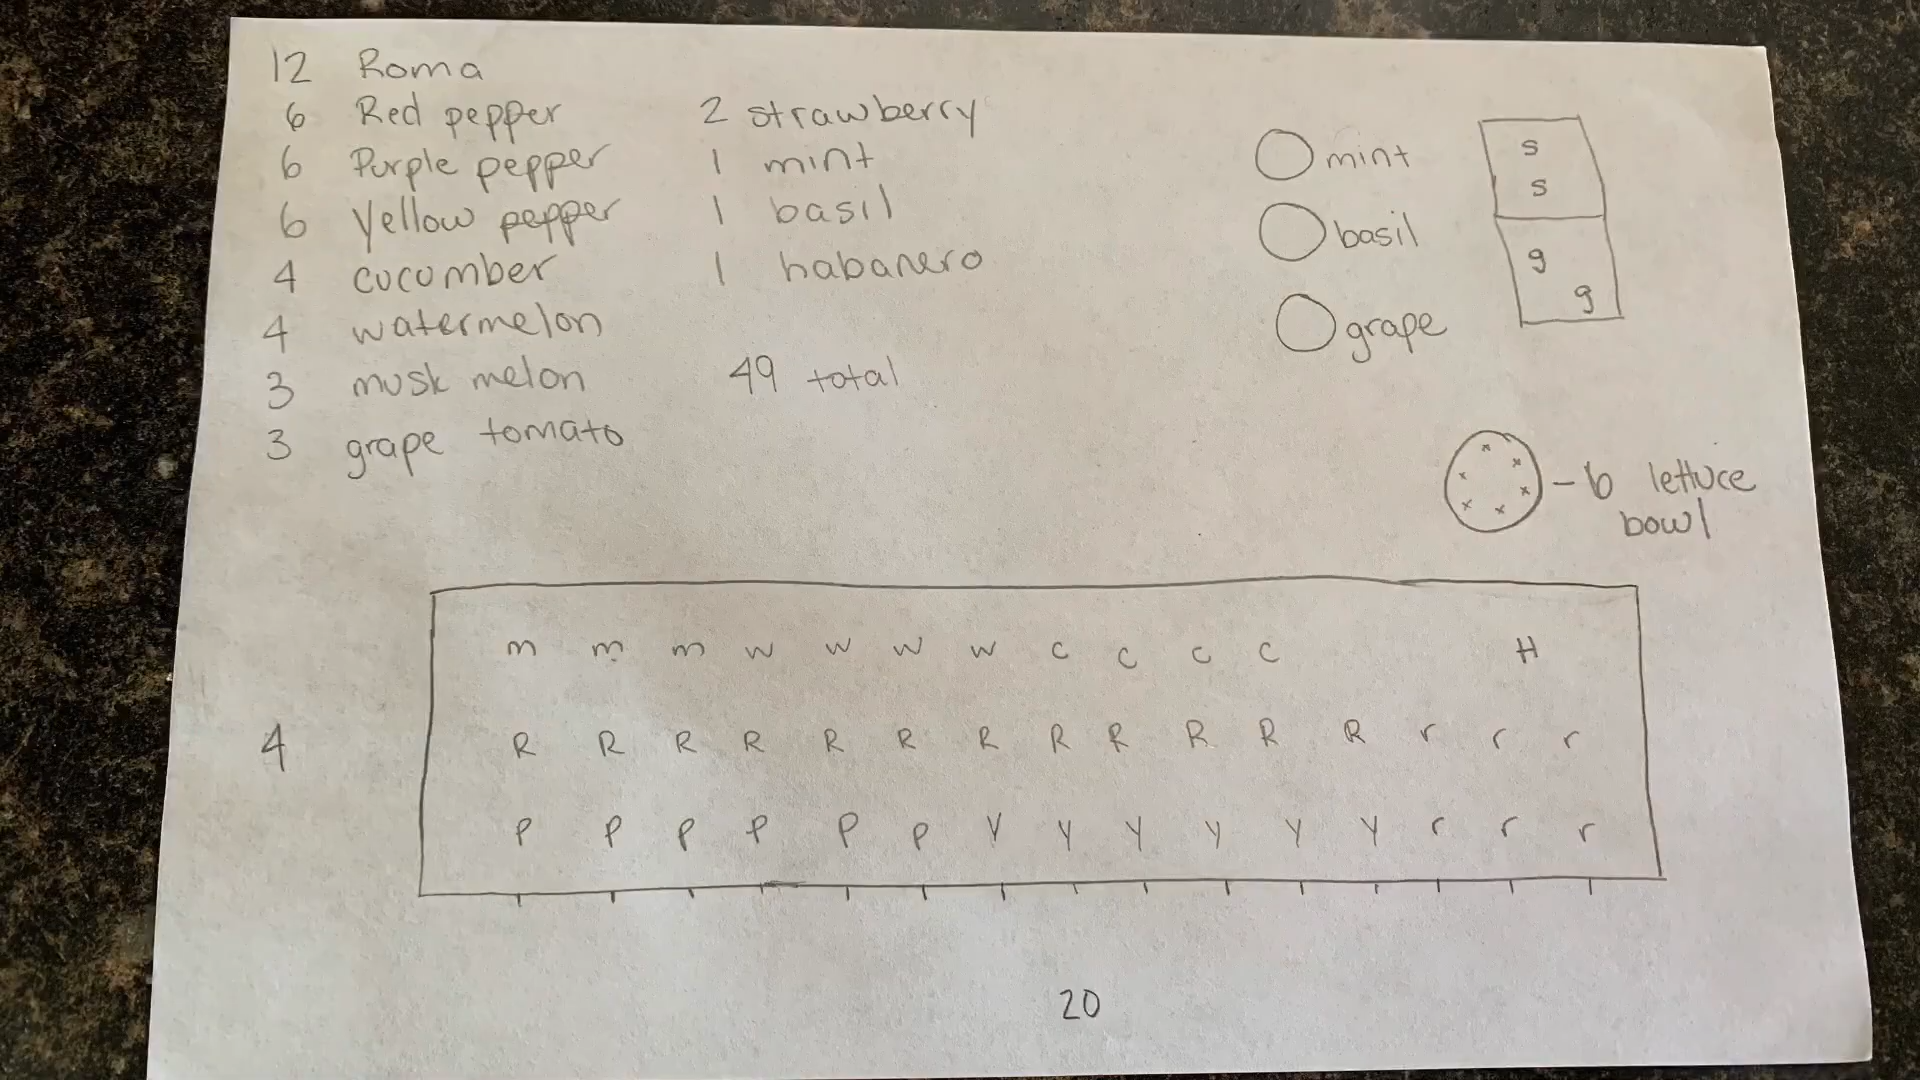 12 Roma
6 Red pepper
6 Purple pepper
6 Yellow pepper
4 cucumber
4 watermelon
3 musk melon
3 grape tomato
2 strawberry
1 mint
1 basil
1 habanero
49 total
mint
basil
grape
s
s
g
g
- 6 lettuce
bowl
m m m w w w w c c c c H
4
R R R R R R R R R R R R r r r
P P P P P P Y Y Y Y Y Y r r r
20